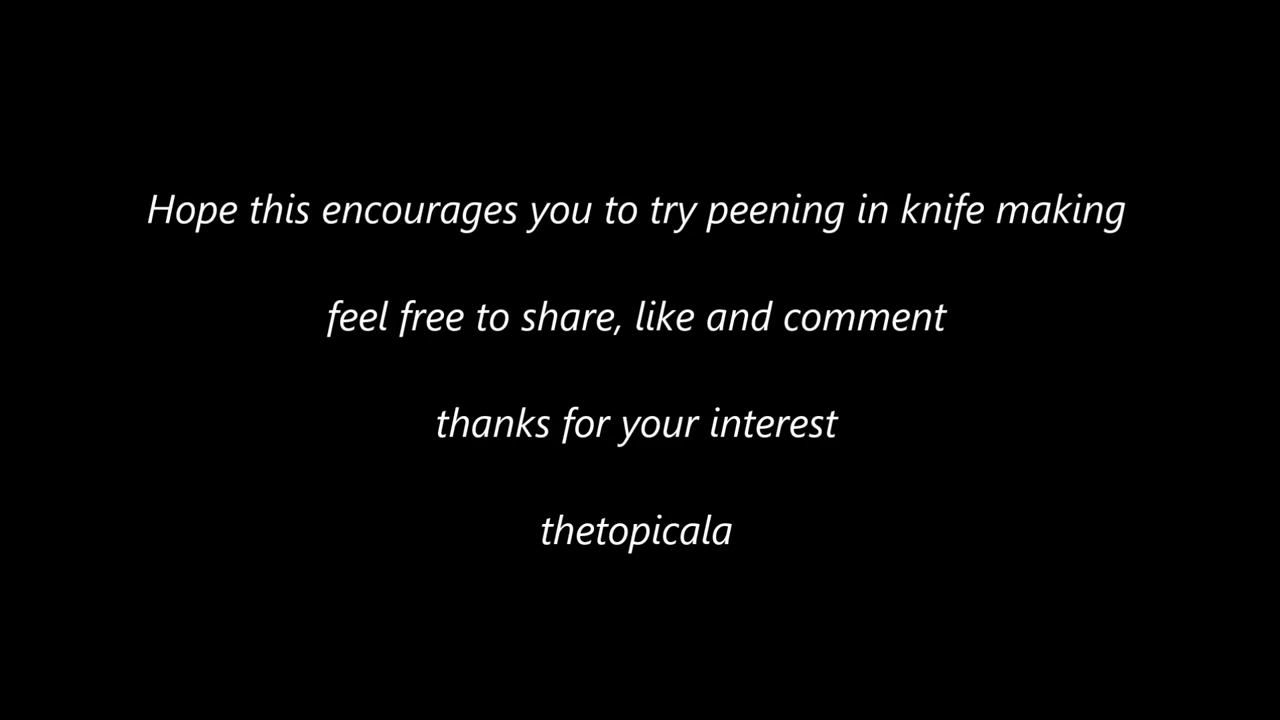 Hope this encourages you to try peening in knife making
feel free to share, like and comment
thanks for your interest
thetopicala